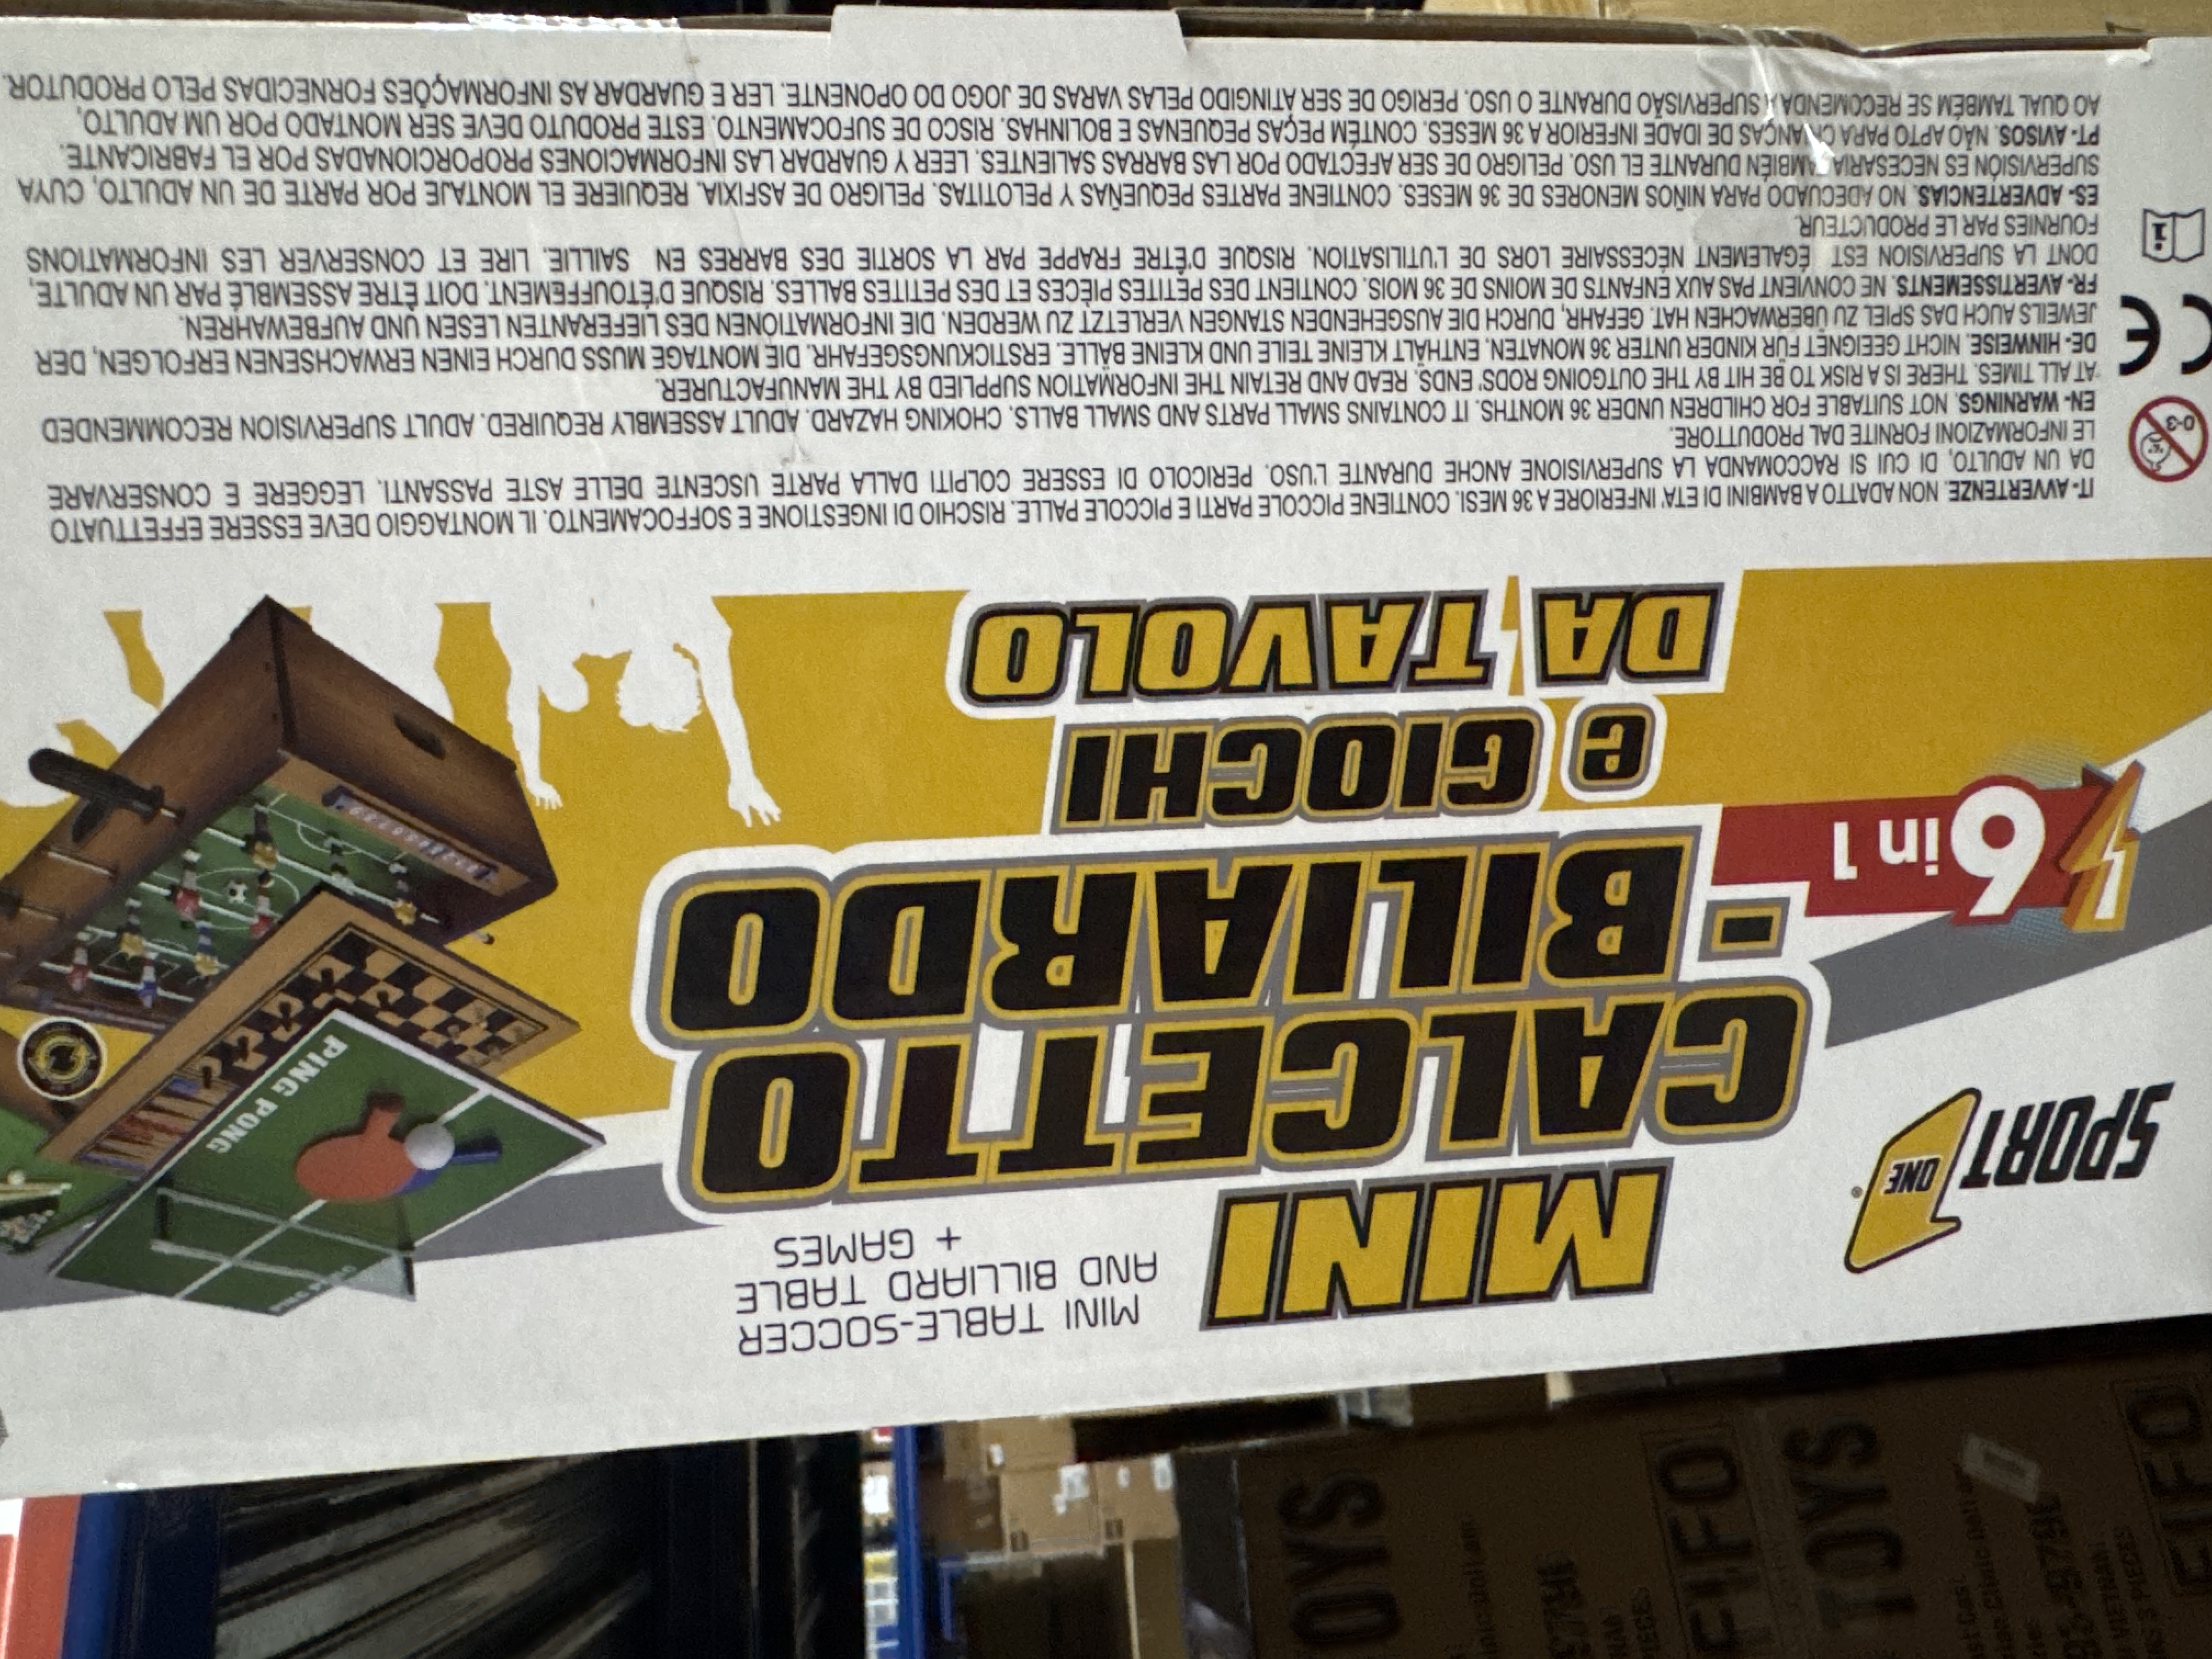 SPORT
ONE
®
MINI
MINI TABLE-SOCCER
AND BILLIARD TABLE
+ GAMES
CALCETTO
- BILIARDO
6 in 1
e GIOCHI
DA TAVOLO
PING PONG
IT- AVVERTENZE. NON ADATTO A BAMBINI DI ETA' INFERIORE A 36 MESI. CONTIENE PICCOLE PARTI E PICCOLE PALLE. RISCHIO DI INGESTIONE E SOFFOCAMENTO. IL MONTAGGIO DEVE ESSERE EFFETTUATO
DA UN ADULTO, DI CUI SI RACCOMANDA LA SUPERVISIONE ANCHE DURANTE L'USO. PERICOLO DI ESSERE COLPITI DALLA PARTE USCENTE DELLE ASTE PASSANTI. LEGGERE E CONSERVARE
LE INFORMAZIONI FORNITE DAL PRODUTTORE.
EN- WARNINGS. NOT SUITABLE FOR CHILDREN UNDER 36 MONTHS. IT CONTAINS SMALL PARTS AND SMALL BALLS. CHOKING HAZARD. ADULT ASSEMBLY REQUIRED. ADULT SUPERVISION RECOMMENDED
AT ALL TIMES. THERE IS A RISK TO BE HIT BY THE OUTGOING RODS' ENDS. READ AND RETAIN THE INFORMATION SUPPLIED BY THE MANUFACTURER.
DE- HINWEISE. NICHT GEEIGNET FÜR KINDER UNTER 36 MONATEN. ENTHÄLT KLEINE TEILE UND KLEINE BÄLLE. ERSTICKUNGSGEFAHR. DIE MONTAGE MUSS DURCH EINEN ERWACHSENEN ERFOLGEN, DER
JEWEILS AUCH DAS SPIEL ZU ÜBERWACHEN HAT. GEFAHR, DURCH DIE AUSGEHENDEN STANGEN VERLETZT ZU WERDEN. DIE INFORMATIONEN DES LIEFERANTEN LESEN UND AUFBEWAHREN.
FR- AVERTISSEMENTS. NE CONVIENT PAS AUX ENFANTS DE MOINS DE 36 MOIS. CONTIENT DES PETITES PIÈCES ET DES PETITES BALLES. RISQUE D'ÉTOUFFEMENT. DOIT ÊTRE ASSEMBLÉ PAR UN ADULTE,
DONT LA SUPERVISION EST ÉGALEMENT NÉCESSAIRE LORS DE L'UTILISATION. RISQUE D'ÊTRE FRAPPE PAR LA SORTIE DES BARRES EN SAILLIE. LIRE ET CONSERVER LES INFORMATIONS
FOURNIES PAR LE PRODUCTEUR.
ES- ADVERTENCIAS. NO ADECUADO PARA NIÑOS MENORES DE 36 MESES. CONTIENE PARTES PEQUEÑAS Y PELOTITAS. PELIGRO DE ASFIXIA. REQUIERE EL MONTAJE POR PARTE DE UN ADULTO, CUYA
SUPERVISIÓN ES NECESARIA TAMBIÉN DURANTE EL USO. PELIGRO DE SER AFECTADO POR LAS BARRAS SALIENTES. LEER Y GUARDAR LAS INFORMACIONES PROPORCIONADAS POR EL FABRICANTE.
PT- AVISOS. NÃO APTO PARA CRIANÇAS DE IDADE INFERIOR A 36 MESES. CONTÉM PEÇAS PEQUENAS E BOLINHAS. RISCO DE SUFOCAMENTO. ESTE PRODUTO DEVE SER MONTADO POR UM ADULTO,
AO QUAL TAMBÉM SE RECOMENDA A SUPERVISÃO DURANTE O USO. PERIGO DE SER ATINGIDO PELAS VARAS DE JOGO DO OPONENTE. LER E GUARDAR AS INFORMAÇÕES FORNECIDAS PELO PRODUTOR.
0-3
CE
i
TOYS
FIFO
TOYS
FIFO